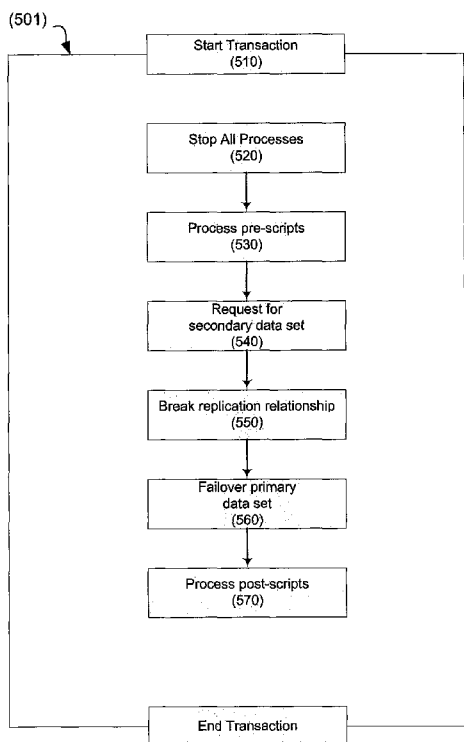 (501)
Start Transaction
(510)
Stop All Processes
(520)
Process pre-scripts
(530)
Request for
secondary data set
(540)
Break replication relationship
(550)
Failover primary
data set
(560)
Process post-scripts
(570)
End Transaction